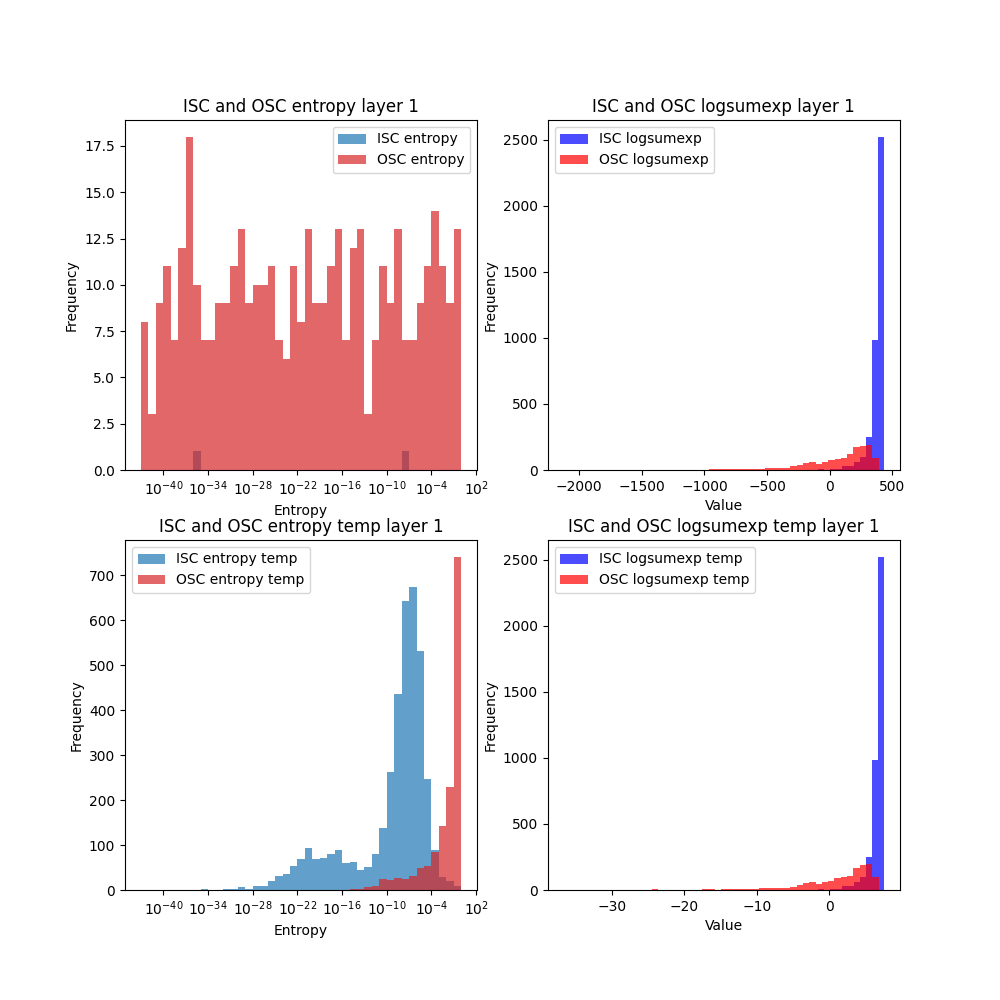 ISC and OSC entropy layer 1
ISC entropy
OSC entropy
17.5
15.0
12.5
10.0
7.5
5.0
2.5
0.0
Frequency
10⁻⁴⁰ 10⁻³⁴ 10⁻²⁸ 10⁻²² 10⁻¹⁶ 10⁻¹⁰ 10⁻⁴ 10²
Entropy
ISC and OSC logsumexp layer 1
ISC logsumexp
OSC logsumexp
2500
2000
1500
1000
500
0
Frequency
−2000 −1500 −1000 −500 0 500
Value
ISC and OSC entropy temp layer 1
ISC entropy temp
OSC entropy temp
700
600
500
400
300
200
100
0
Frequency
10⁻⁴⁰ 10⁻³⁴ 10⁻²⁸ 10⁻²² 10⁻¹⁶ 10⁻¹⁰ 10⁻⁴ 10²
Entropy
ISC and OSC logsumexp temp layer 1
ISC logsumexp temp
OSC logsumexp temp
2500
2000
1500
1000
500
0
Frequency
−30 −20 −10 0
Value